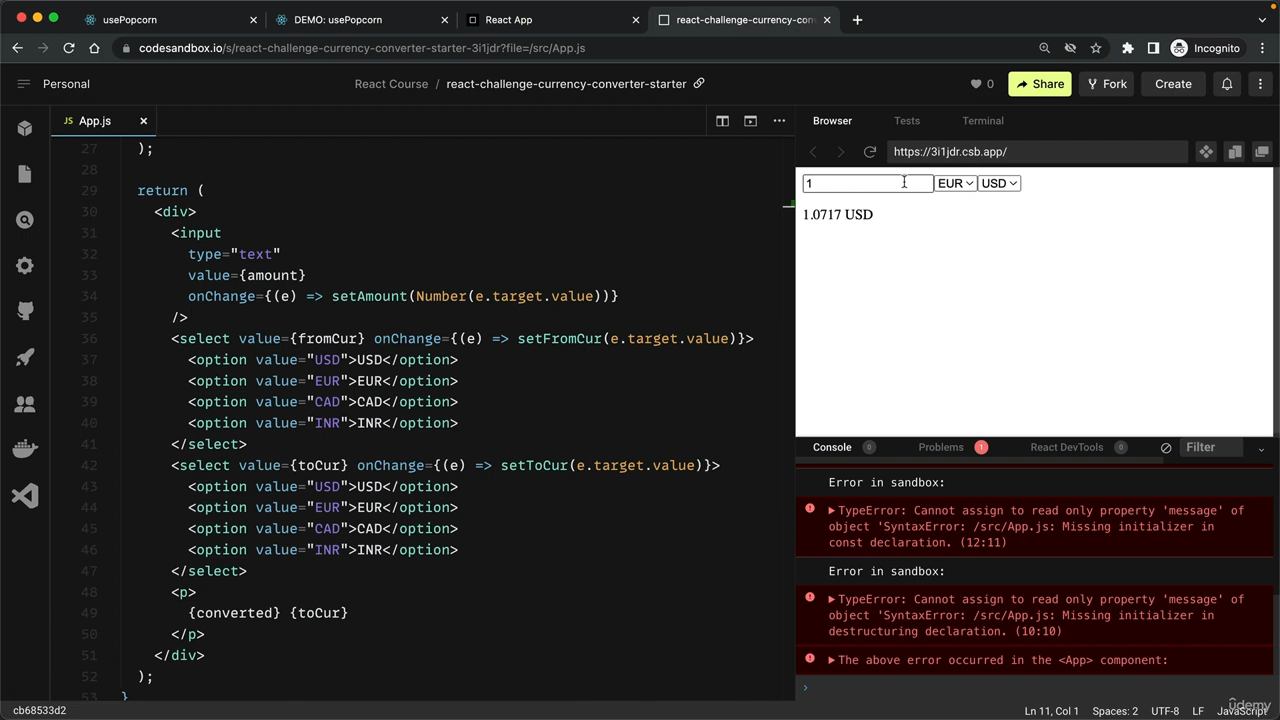 usePopcorn
DEMO: usePopcorn
React App
react-challenge-currency-con
codesandbox.io/s/react-challenge-currency-converter-starter-3i1jdr?file=/src/App.js
Incognito
Personal
React Course / react-challenge-currency-converter-starter
0
Share
Fork
Create
JS App.js
Browser
Tests
Terminal
https://3i1jdr.csb.app/
27 );
28
29 return (
30 <div>
31 <input
32 type="text"
33 value={amount}
34 onChange={(e) => setAmount(Number(e.target.value))}
35 />
36 <select value={fromCur} onChange={(e) => setFromCur(e.target.value)}>
37 <option value="USD">USD</option>
38 <option value="EUR">EUR</option>
39 <option value="CAD">CAD</option>
40 <option value="INR">INR</option>
41 </select>
42 <select value={toCur} onChange={(e) => setToCur(e.target.value)}>
43 <option value="USD">USD</option>
44 <option value="EUR">EUR</option>
45 <option value="CAD">CAD</option>
46 <option value="INR">INR</option>
47 </select>
48 <p>
49 {converted} {toCur}
50 </p>
51 </div>
52 );
53 }
1 EUR USD
1.0717 USD
Console 0 Problems 1 React DevTools 0 Filter
Error in sandbox:
TypeError: Cannot assign to read only property 'message' of
object 'SyntaxError: /src/App.js: Missing initializer in
const declaration. (12:11)
Error in sandbox:
TypeError: Cannot assign to read only property 'message' of
object 'SyntaxError: /src/App.js: Missing initializer in
destructuring declaration. (10:10)
The above error occurred in the <App> component:
cb68533d2
Ln 11, Col 1 Spaces: 2 UTF-8 LF JavaScript
ûdemy